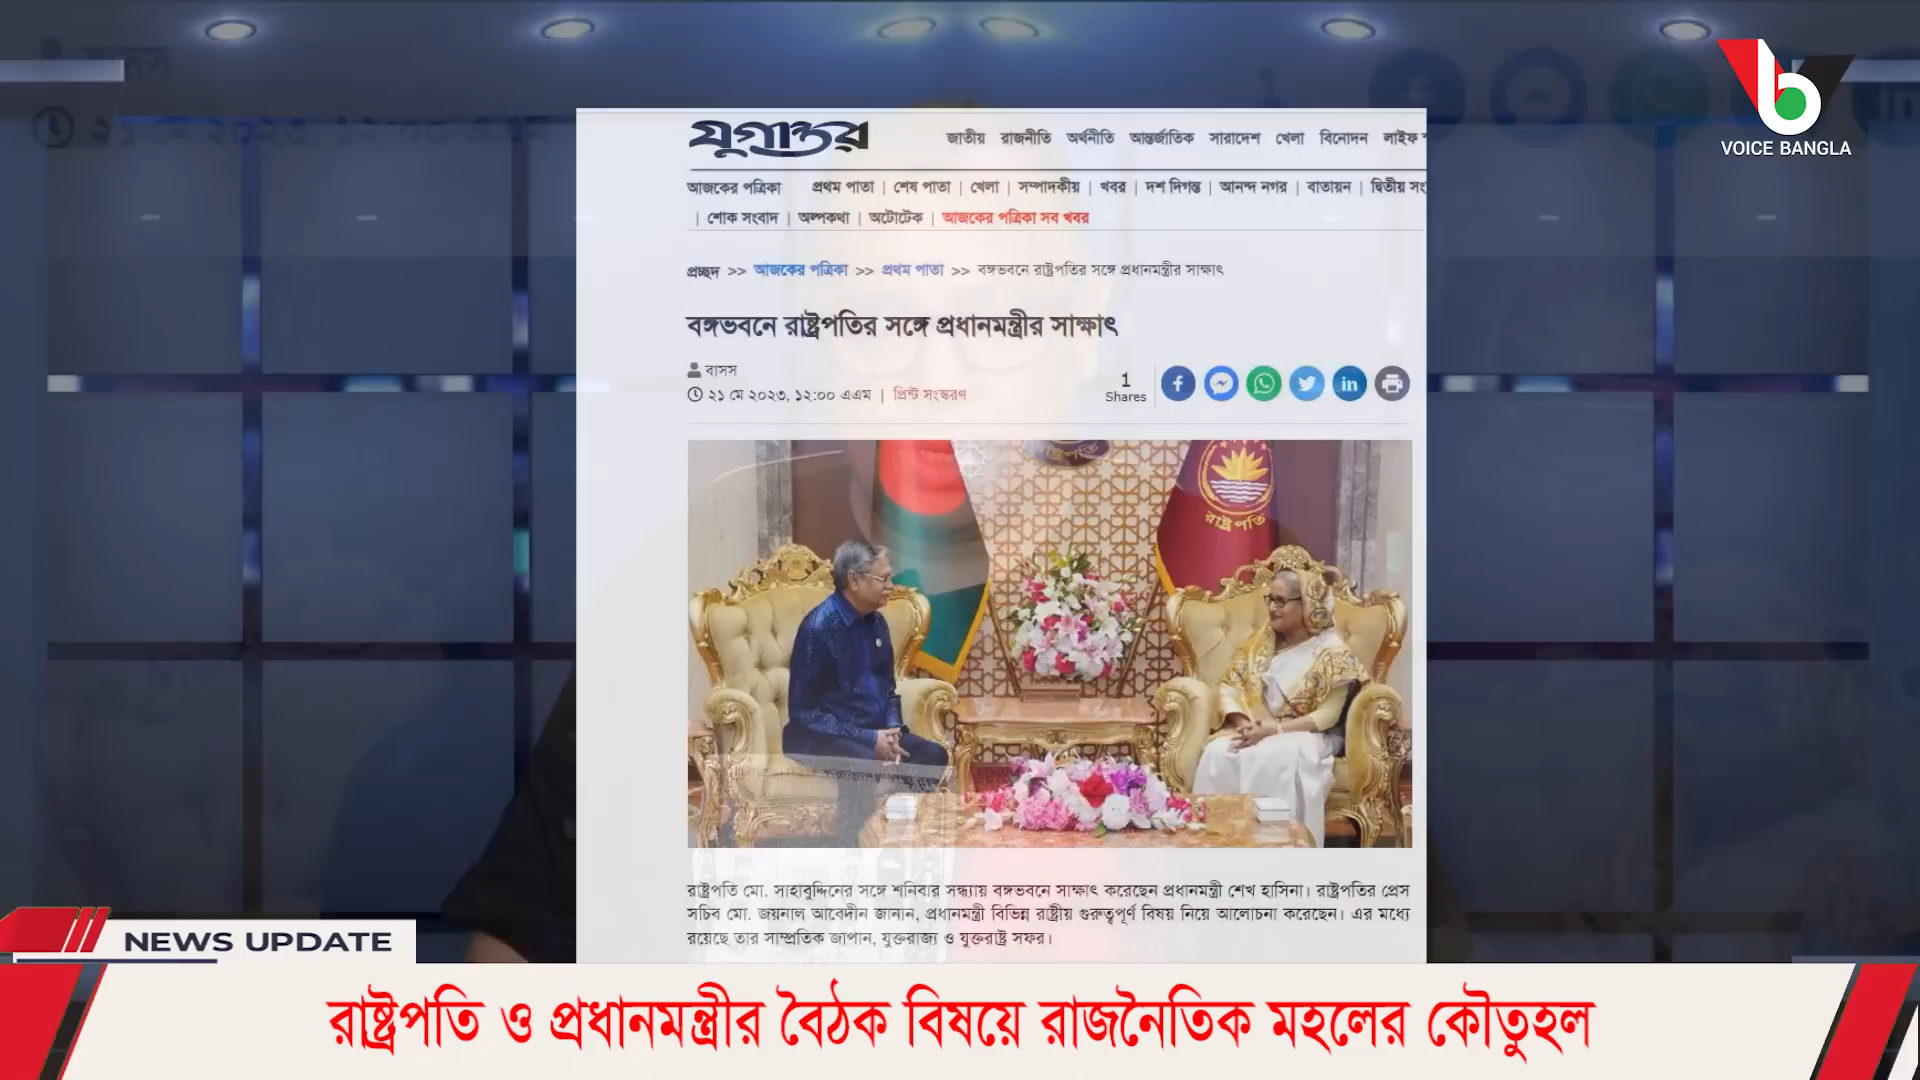 VOICE BANGLA
যুগান্তর
জাতীয় রাজনীতি অর্থনীতি আন্তর্জাতিক সারাদেশ খেলা বিনোদন লাইফ
আজকের পত্রিকা প্রথম পাতা | শেষ পাতা | খেলা | সম্পাদকীয় | খবর | দশ দিগন্ত | আনন্দ নগর | বাতায়ন | দ্বিতীয়
| শোক সংবাদ | অল্পকথা | অটোটেক | আজকের পত্রিকা সব খবর
প্রচ্ছদ >> আজকের পত্রিকা >> প্রথম পাতা >> বঙ্গভবনে রাষ্ট্রপতির সঙ্গে প্রধানমন্ত্রীর সাক্ষাৎ
বঙ্গভবনে রাষ্ট্রপতির সঙ্গে প্রধানমন্ত্রীর সাক্ষাৎ
বাসস
২১ মে ২০২৩, ১২:০০ এএম | প্রিন্ট সংস্করণ
1
Shares
রাষ্ট্রপতি
রাষ্ট্রপতি মো. সাহাবুদ্দিনের সঙ্গে শনিবার সন্ধ্যায় বঙ্গভবনে সাক্ষাৎ করেছেন প্রধানমন্ত্রী শেখ হাসিনা। রাষ্ট্রপতির প্রেস
সচিব মো. জয়নাল আবেদীন জানান, প্রধানমন্ত্রী বিভিন্ন রাষ্ট্রীয় গুরুত্বপূর্ণ বিষয় নিয়ে আলোচনা করেছেন। এর মধ্যে
রয়েছে তার সাম্প্রতিক জাপান, যুক্তরাজ্য ও যুক্তরাষ্ট্র সফর।
NEWS UPDATE
রাষ্ট্রপতি ও প্রধানমন্ত্রীর বৈঠক বিষয়ে রাজনৈতিক মহলের কৌতুহল